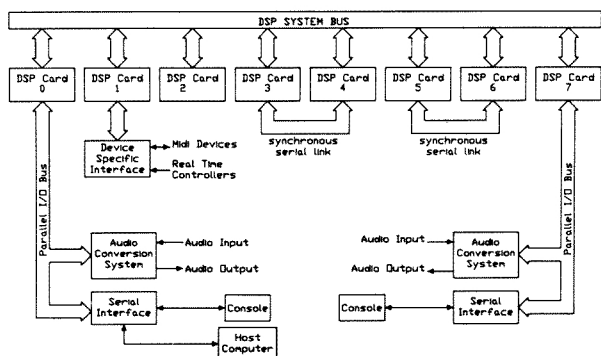 DSP SYSTEM BUS
DSP Card
0
DSP Card
1
DSP Card
2
DSP Card
3
DSP Card
4
DSP Card
5
DSP Card
6
DSP Card
7
synchronous
serial link
synchronous
serial link
Device
Specific
Interface
Midi Devices
Real Time
Controllers
Parallel I/O Bus
Parallel I/O Bus
Audio
Conversion
System
Audio Input
Audio Output
Audio Input
Audio Output
Audio
Conversion
System
Serial
Interface
Console
Console
Serial
Interface
Host
Computer